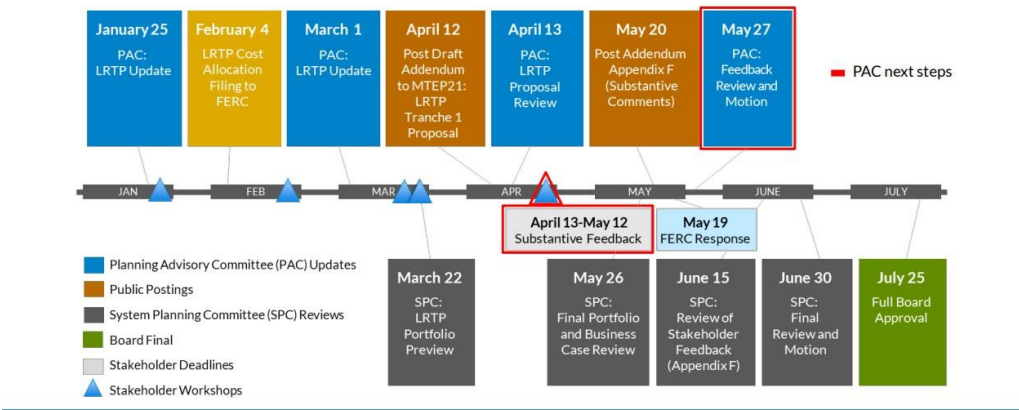 January 25
PAC:
LRTP Update
February 4
LRTP Cost
Allocation
Filing to
FERC
March 1
PAC:
LRTP Update
April 12
Post Draft
Addendum
to MTEP21:
LRTP
Tranche 1
Proposal
April 13
PAC:
LRTP
Proposal
Review
May 20
Post Addendum
Appendix F
(Substantive
Comments)
May 27
PAC:
Feedback
Review and
Motion
PAC next steps
JAN
FEB
MAR
APR
MAY
JUNE
JULY
April 13-May 12
Substantive Feedback
May 19
FERC Response
March 22
SPC:
LRTP
Portfolio
Preview
May 26
SPC:
Final Portfolio
and Business
Case Review
June 15
SPC:
Review of
Stakeholder
Feedback
(Appendix F)
June 30
SPC:
Final
Review and
Motion
July 25
Full Board
Approval
Planning Advisory Committee (PAC) Updates
Public Postings
System Planning Committee (SPC) Reviews
Board Final
Stakeholder Deadlines
Stakeholder Workshops